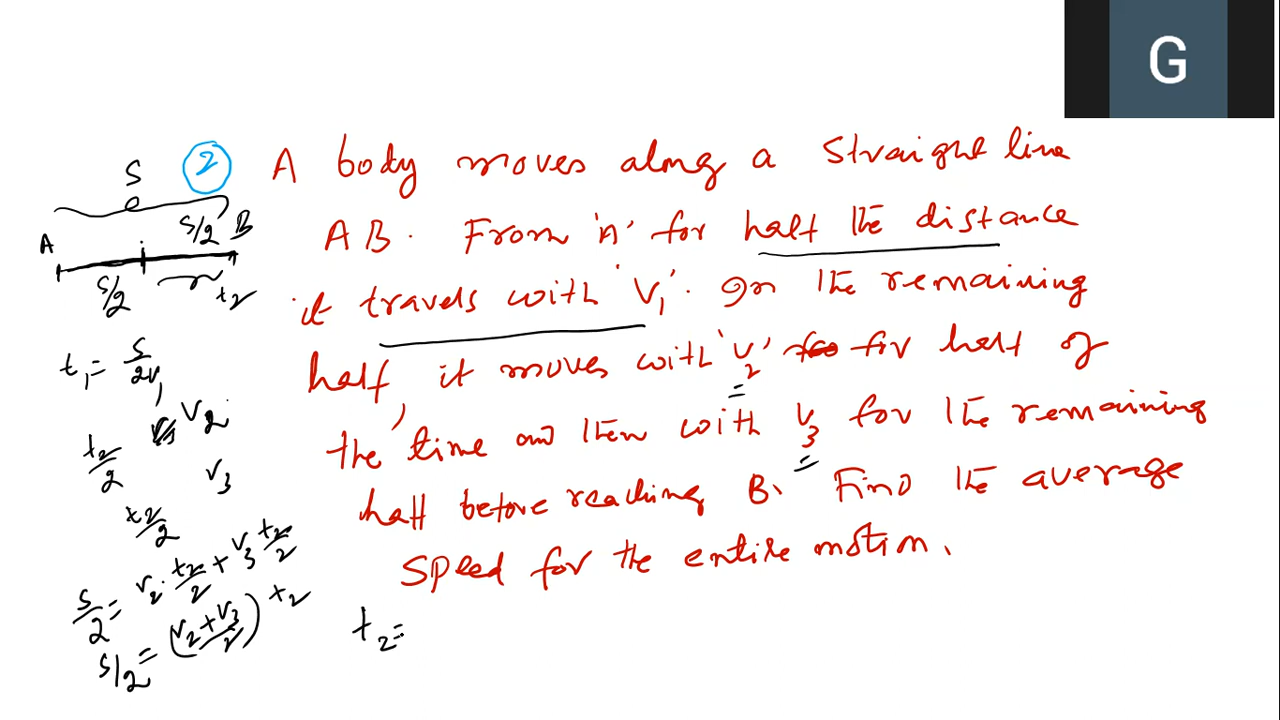 G
② A body moves along a straight line
AB. From 'A' for half the distance
it travels with 'V₁'. In the remaining
half, it moves with 'V₂' for half of
the time and then with V₃ for the remaining
half before reaching B. Find the average
speed for the entire motion.
S
A S/2 B
S/2 t₂
t₁ = S/2V₁
V₂
t₂/2 V₃
t₂/2
S/2 = V₂.t₂/2 + V₃ t₂/2
S/2 = (V₂+V₃/2) t₂
t₂ =